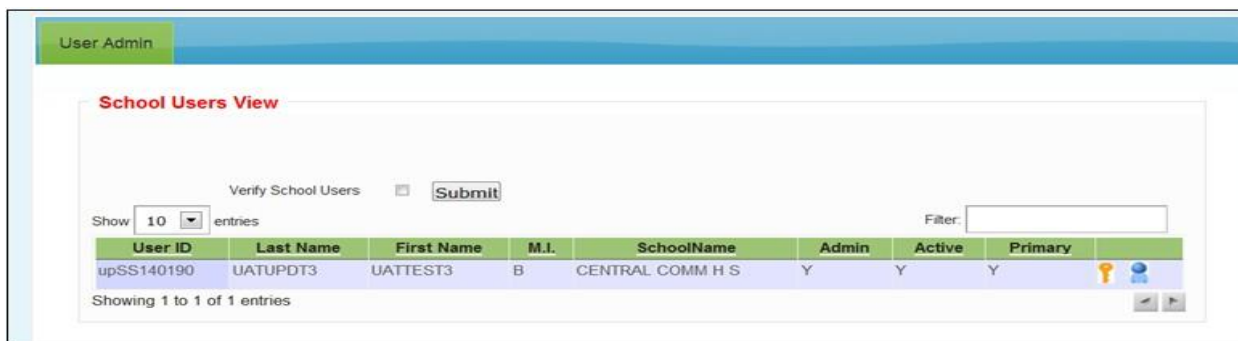 User Admin
School Users View
Verify School Users Submit
Show 10 entries Filter:
User ID Last Name First Name M.I. SchoolName Admin Active Primary
upSS140190 UATUPDT3 UATTEST3 B CENTRAL COMM H S Y Y Y
Showing 1 to 1 of 1 entries